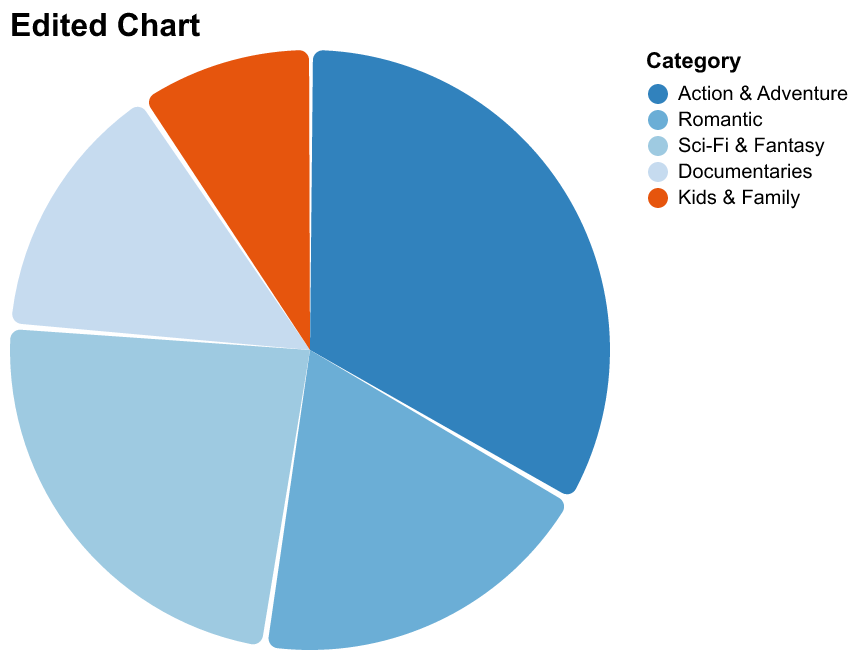 Edited Chart
Category
Action & Adventure
Romantic
Sci-Fi & Fantasy
Documentaries
Kids & Family